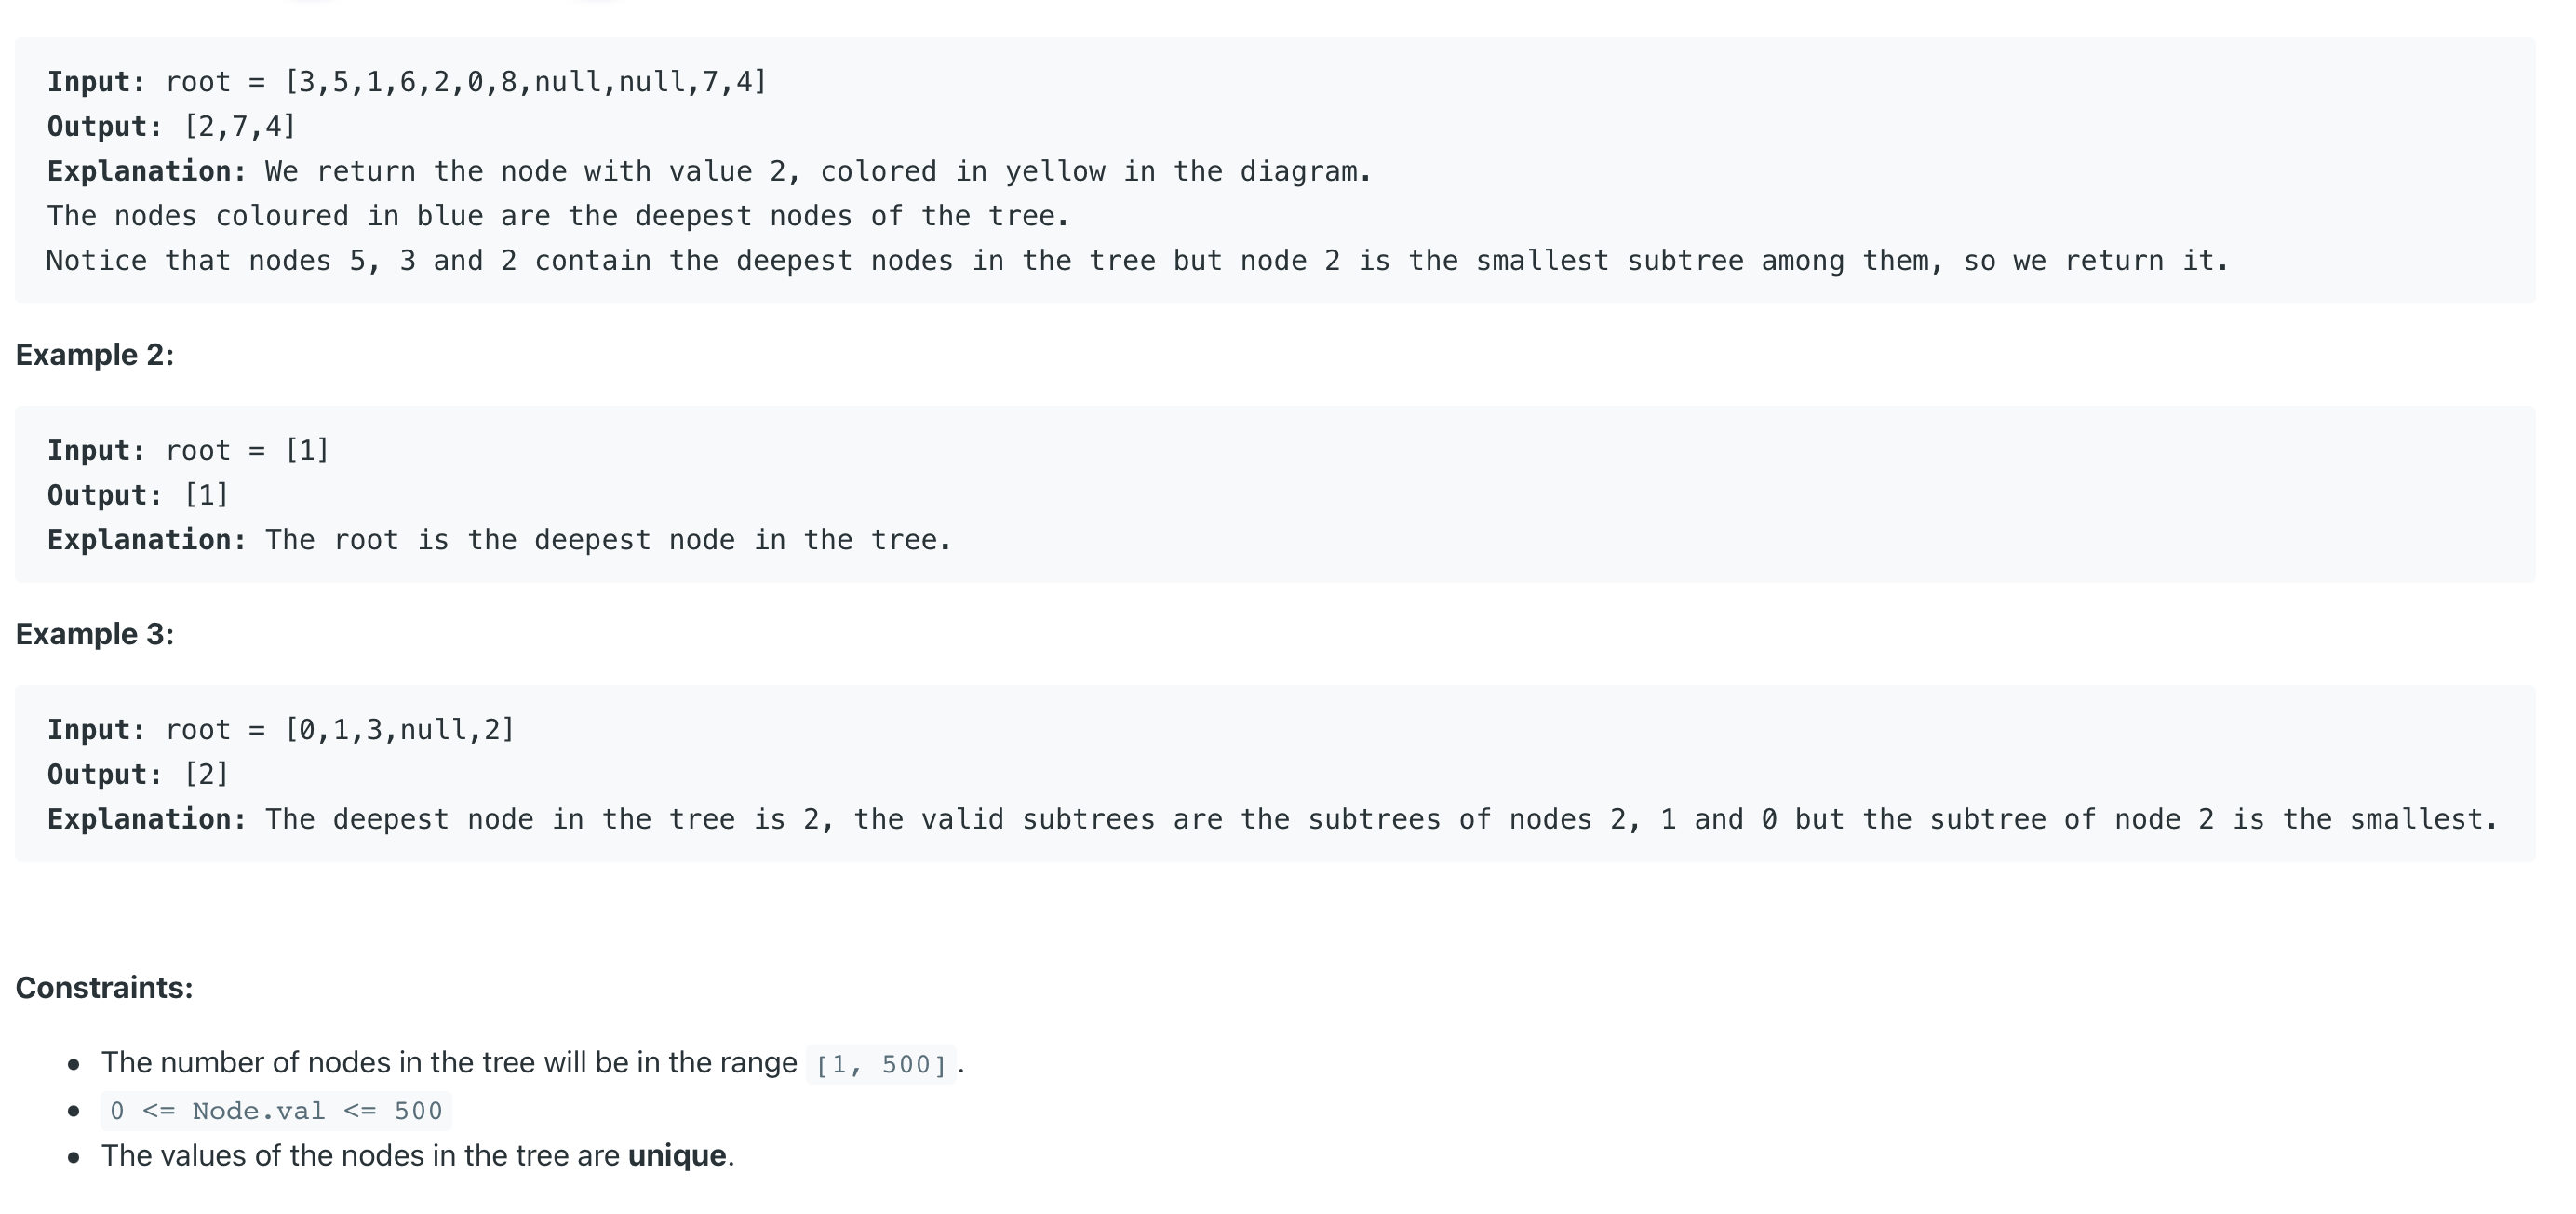 Input: root = [3,5,1,6,2,0,8,null,null,7,4]
Output: [2,7,4]
Explanation: We return the node with value 2, colored in yellow in the diagram.
The nodes coloured in blue are the deepest nodes of the tree.
Notice that nodes 5, 3 and 2 contain the deepest nodes in the tree but node 2 is the smallest subtree among them, so we return it.
Example 2:
Input: root = [1]
Output: [1]
Explanation: The root is the deepest node in the tree.
Example 3:
Input: root = [0,1,3,null,2]
Output: [2]
Explanation: The deepest node in the tree is 2, the valid subtrees are the subtrees of nodes 2, 1 and 0 but the subtree of node 2 is the smallest.
Constraints:
• The number of nodes in the tree will be in the range [1, 500].
• 0 <= Node.val <= 500
• The values of the nodes in the tree are unique.